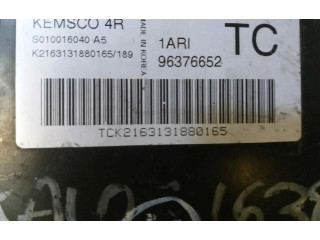 KEMSCO 4R
S010016040 A5
K2163131880165/189
MADE IN KOREA
1ARI
TC
96376652
TCK2163131880165